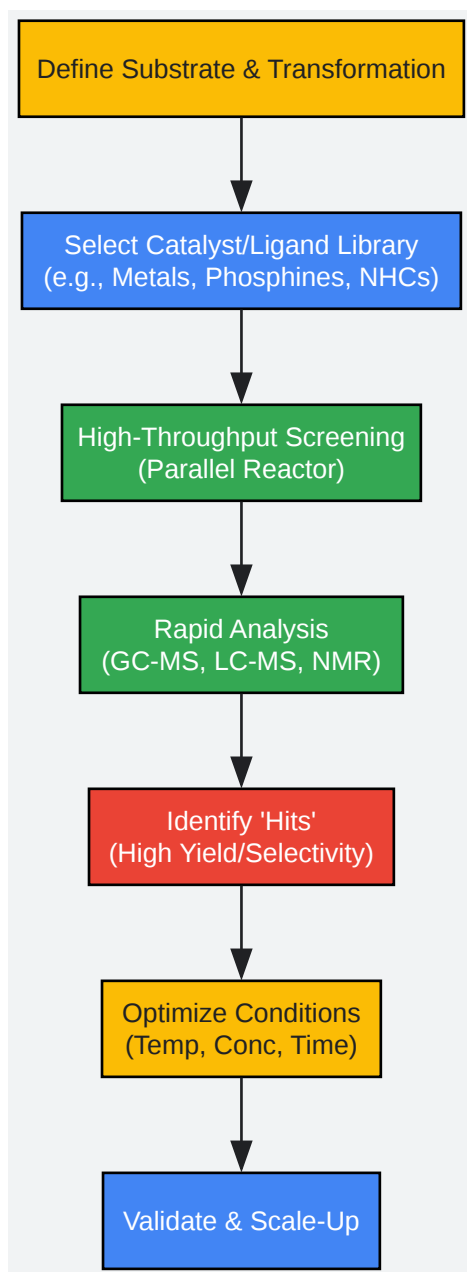 Define Substrate & Transformation
Select Catalyst/Ligand Library
(e.g., Metals, Phosphines, NHCs)
High-Throughput Screening
(Parallel Reactor)
Rapid Analysis
(GC-MS, LC-MS, NMR)
Identify 'Hits'
(High Yield/Selectivity)
Optimize Conditions
(Temp, Conc, Time)
Validate & Scale-Up